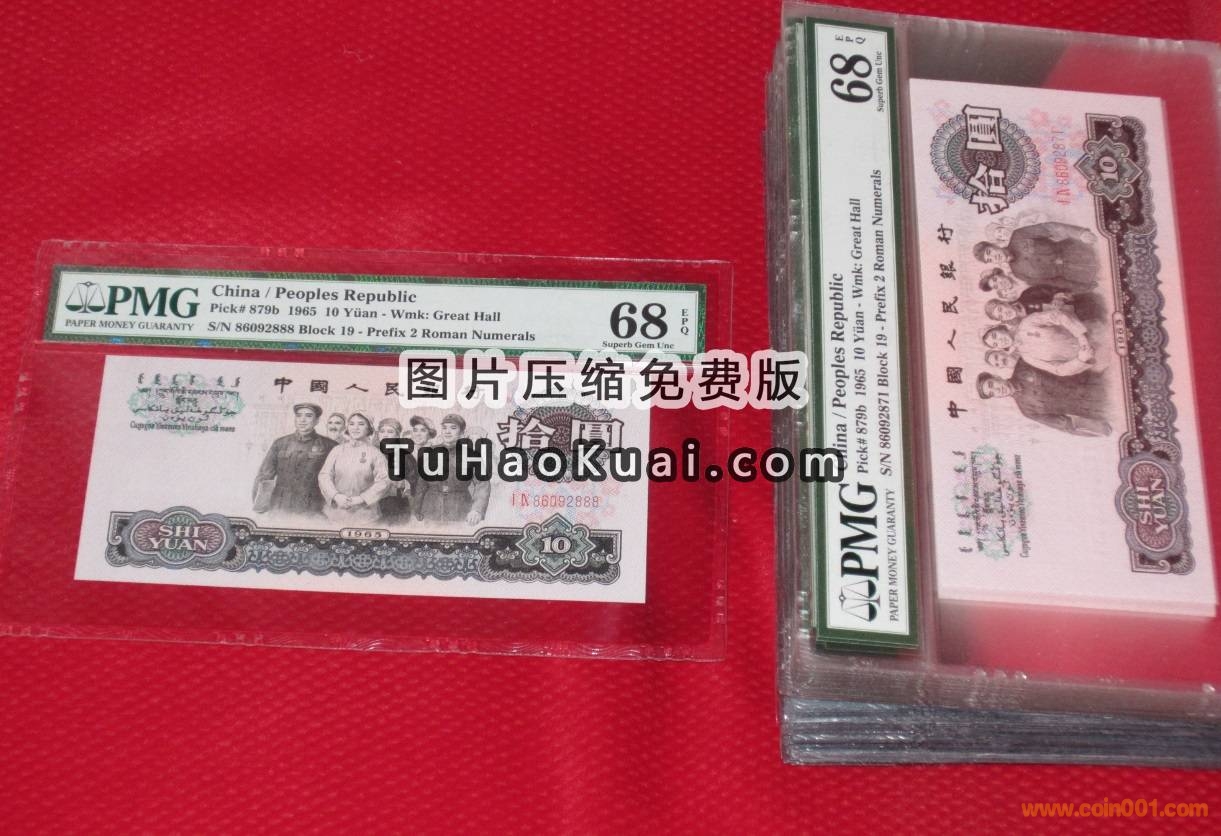 PMG
PAPER MONEY GUARANTY
China / Peoples Republic
Pick# 879b 1965 10 Yüan - Wmk: Great Hall
S/N 86092888 Block 19 - Prefix 2 Roman Numerals
68
EPQ
Superb Gem Unc
中國人民
拾圓
I IX 86092888
1965
SHI
YUAN
10
图片压缩免费版
TuHaoKuai.com
PMG
PAPER MONEY GUARANTY
China / Peoples Republic
Pick# 879b 1965 10 Yüan - Wmk: Great Hall
S/N 86092871 Block 19 - Prefix 2 Roman Numerals
68
EPQ
Superb Gem Unc
中國人民銀行
拾圓
I IX 86092871
1965
SHI
YUAN
10
www.coin001.com